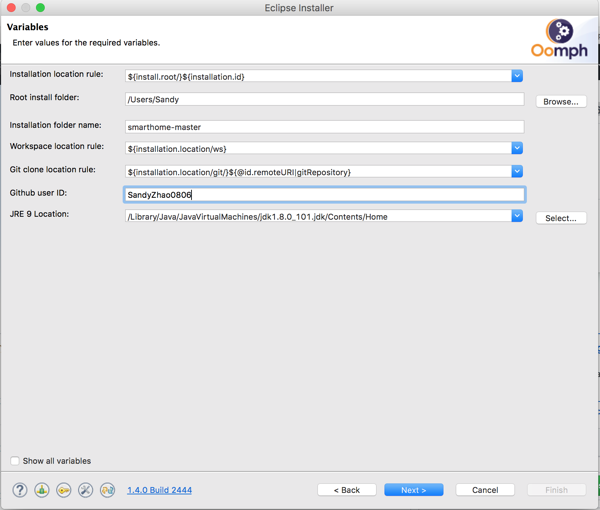 Eclipse Installer
Variables
Enter values for the required variables.
Oomph
Installation location rule: ${install.root/}${installation.id}
Root install folder: /Users/Sandy Browse...
Installation folder name: smarthome-master
Workspace location rule: ${installation.location/ws}
Git clone location rule: ${installation.location/git/}${@id.remoteURI|gitRepository}
Github user ID: SandyZhao0806
JRE 9 Location: /Library/Java/JavaVirtualMachines/jdk1.8.0_101.jdk/Contents/Home Select...
Show all variables
? 1.4.0 Build 2444 < Back Next > Cancel Finish